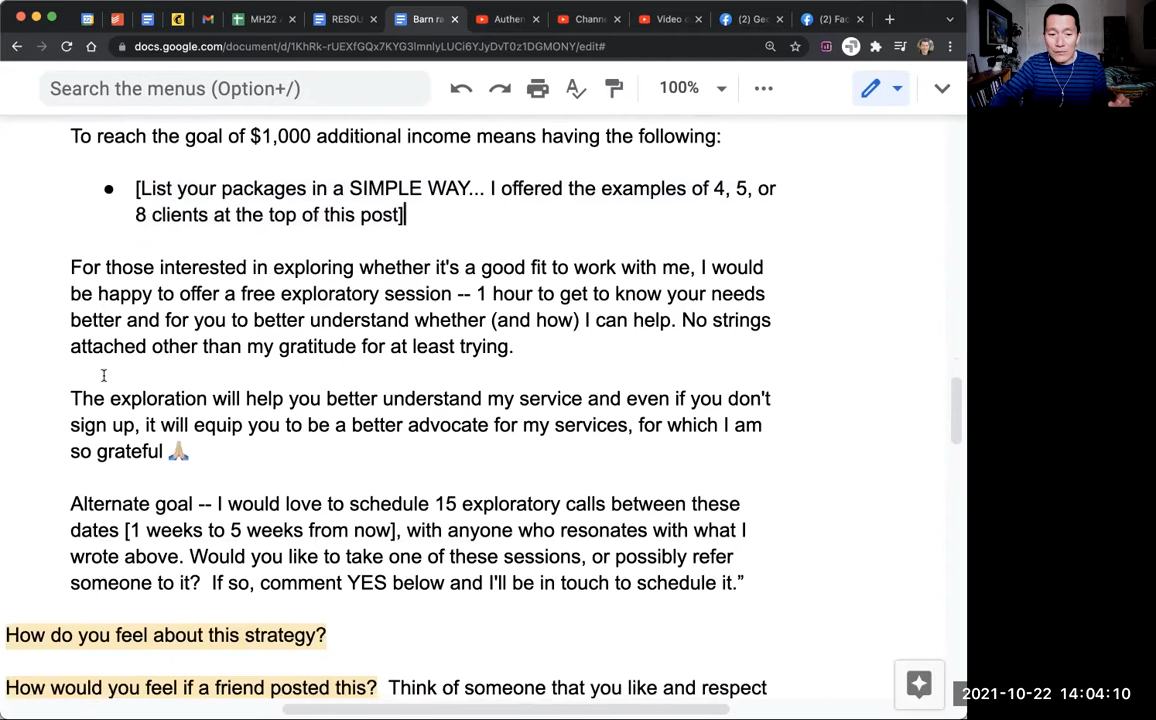 MH22
RESOU
Barn ra
Auther
Chann
Video c
(2) Ge
(2) Fac
docs.google.com/document/d/1KhRk-rUEXfGQx7KYG3lmnlyLUCi6YJyDvT0z1DGMONY/edit#
Search the menus (Option+/)
100%
To reach the goal of $1,000 additional income means having the following:
● [List your packages in a SIMPLE WAY... I offered the examples of 4, 5, or
8 clients at the top of this post]
For those interested in exploring whether it's a good fit to work with me, I would
be happy to offer a free exploratory session -- 1 hour to get to know your needs
better and for you to better understand whether (and how) I can help. No strings
attached other than my gratitude for at least trying.
The exploration will help you better understand my service and even if you don't
sign up, it will equip you to be a better advocate for my services, for which I am
so grateful 🙏🏼
Alternate goal -- I would love to schedule 15 exploratory calls between these
dates [1 weeks to 5 weeks from now], with anyone who resonates with what I
wrote above. Would you like to take one of these sessions, or possibly refer
someone to it?  If so, comment YES below and I'll be in touch to schedule it.”
How do you feel about this strategy?
How would you feel if a friend posted this?  Think of someone that you like and respect
2021-10-22 14:04:10